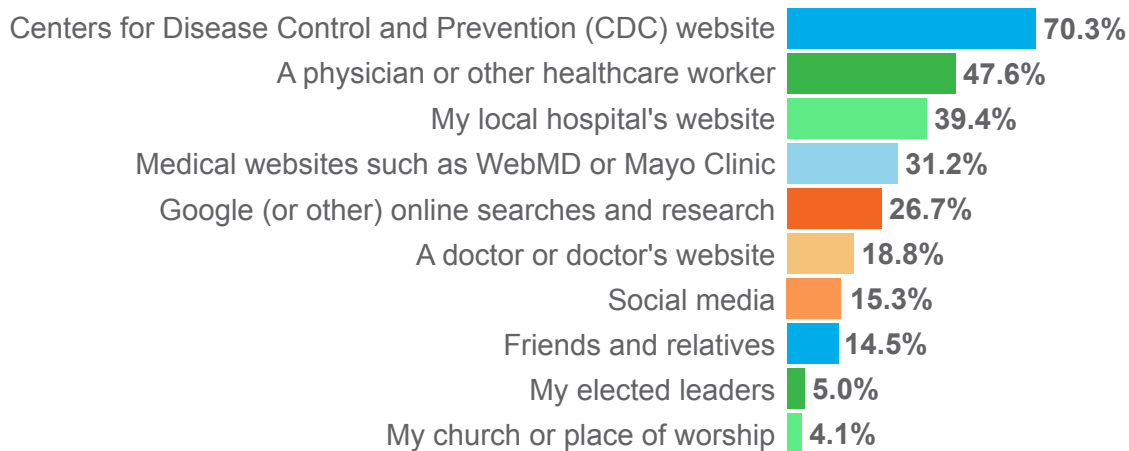 Centers for Disease Control and Prevention (CDC) website 70.3%
A physician or other healthcare worker 47.6%
My local hospital's website 39.4%
Medical websites such as WebMD or Mayo Clinic 31.2%
Google (or other) online searches and research 26.7%
A doctor or doctor's website 18.8%
Social media 15.3%
Friends and relatives 14.5%
My elected leaders 5.0%
My church or place of worship 4.1%